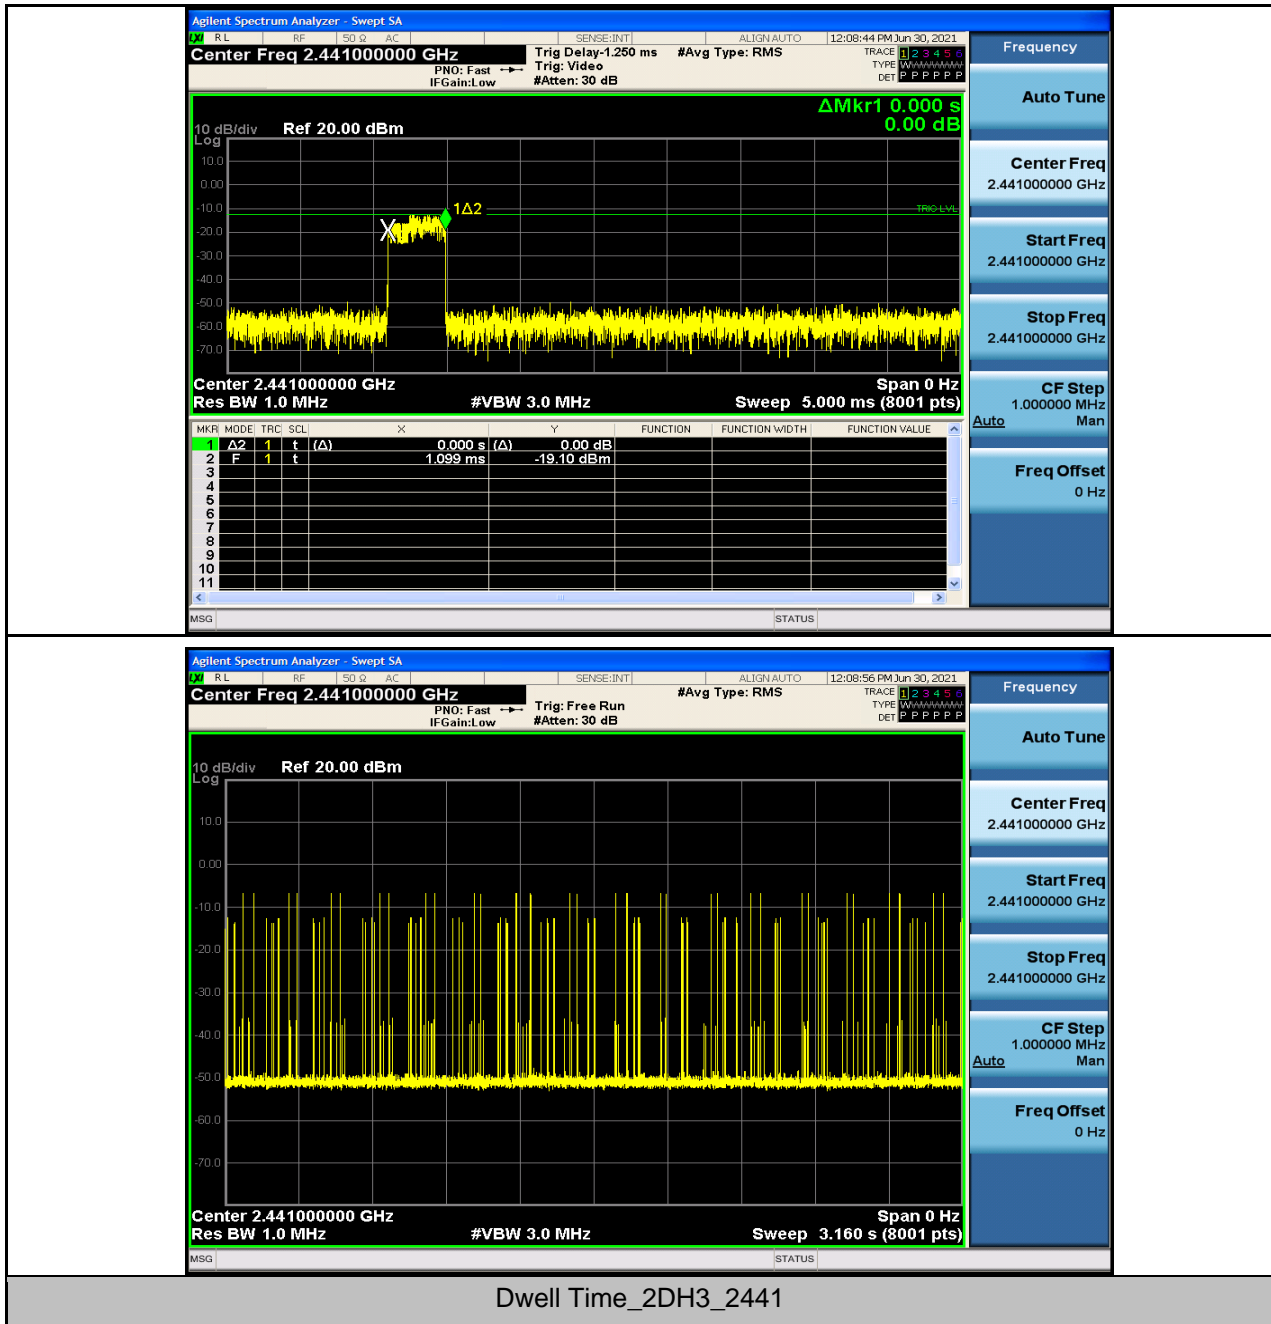 Agilent Spectrum Analyzer - Swept SA
LXI RL RF 50 Ω AC SENSE:INT ALIGN AUTO 12:08:44 PM Jun 30, 2021
Center Freq 2.441000000 GHz
PNO: Fast
IFGain:Low
Trig Delay-1.250 ms
Trig: Video
#Atten: 30 dB
#Avg Type: RMS
TRACE 1 2 3 4 5 6
TYPE W
DET P P P P P P
ΔMkr1 0.000 s
0.00 dB
10 dB/div Ref 20.00 dBm
Log
10.0
0.00
-10.0
-20.0
-30.0
-40.0
-50.0
-60.0
-70.0
1Δ2
TRIG LVL
X
Center 2.441000000 GHz Span 0 Hz
Res BW 1.0 MHz #VBW 3.0 MHz Sweep 5.000 ms (8001 pts)
MKR MODE TRC SCL X Y FUNCTION FUNCTION WIDTH FUNCTION VALUE
1 Δ2 1 t (Δ) 0.000 s (Δ) 0.00 dB
2 F 1 t 1.099 ms -19.10 dBm
3
4
5
6
7
8
9
10
11
MSG STATUS
Frequency
Auto Tune
Center Freq
2.441000000 GHz
Start Freq
2.441000000 GHz
Stop Freq
2.441000000 GHz
CF Step
1.000000 MHz
Auto Man
Freq Offset
0 Hz
Agilent Spectrum Analyzer - Swept SA
LXI RL RF 50 Ω AC SENSE:INT ALIGN AUTO 12:08:56 PM Jun 30, 2021
Center Freq 2.441000000 GHz
PNO: Fast
IFGain:Low
Trig: Free Run
#Atten: 30 dB
#Avg Type: RMS
TRACE 1 2 3 4 5 6
TYPE W
DET P P P P P P
10 dB/div Ref 20.00 dBm
Log
10.0
0.00
-10.0
-20.0
-30.0
-40.0
-50.0
-60.0
-70.0
Center 2.441000000 GHz Span 0 Hz
Res BW 1.0 MHz #VBW 3.0 MHz Sweep 3.160 s (8001 pts)
MSG STATUS
Frequency
Auto Tune
Center Freq
2.441000000 GHz
Start Freq
2.441000000 GHz
Stop Freq
2.441000000 GHz
CF Step
1.000000 MHz
Auto Man
Freq Offset
0 Hz
Dwell Time_2DH3_2441